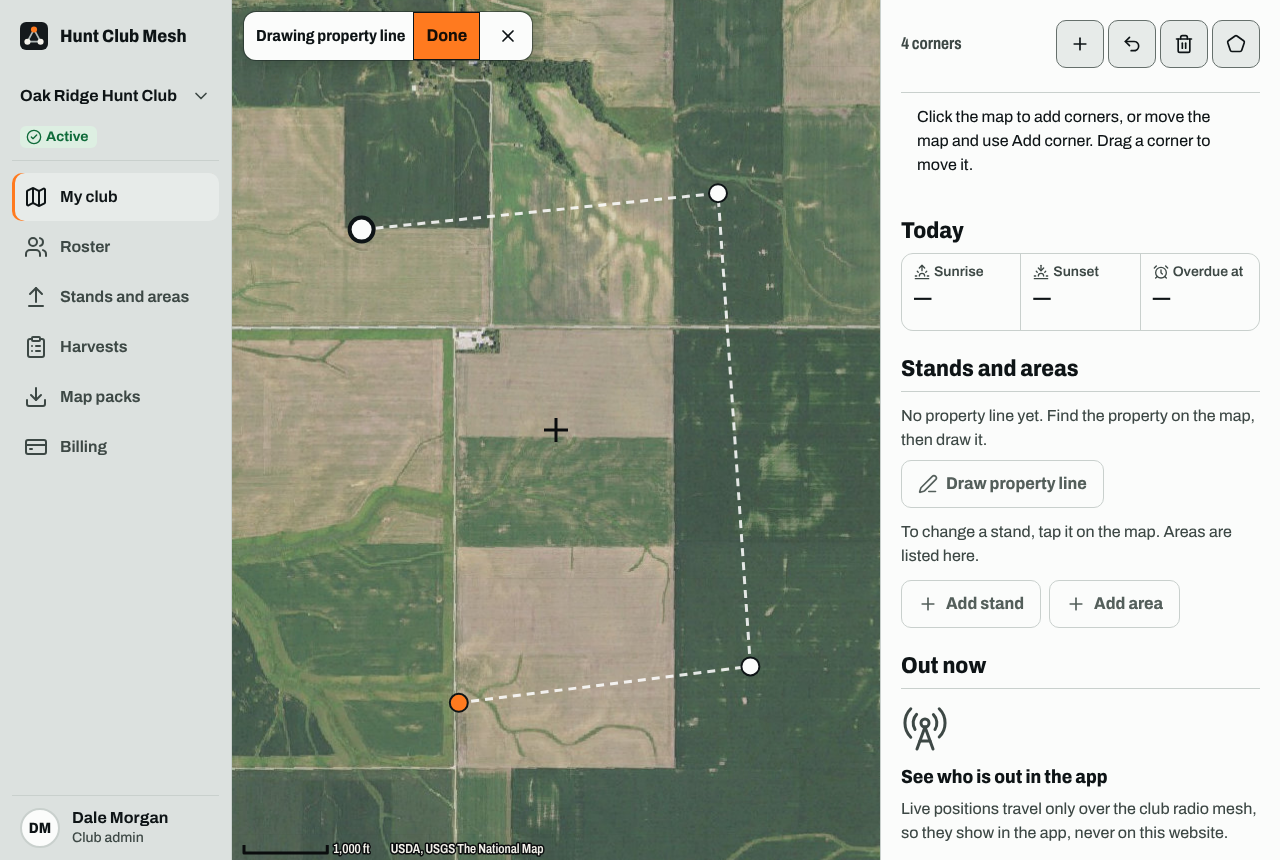 Hunt Club Mesh
Oak Ridge Hunt Club
Active
My club
Roster
Stands and areas
Harvests
Map packs
Billing
DM
Dale Morgan
Club admin
Drawing property line
Done
1,000 ft
USDA, USGS The National Map
4 corners
Click the map to add corners, or move the
map and use Add corner. Drag a corner to
move it.
Today
Sunrise
—
Sunset
—
Overdue at
—
Stands and areas
No property line yet. Find the property on the map,
then draw it.
Draw property line
To change a stand, tap it on the map. Areas are
listed here.
Add stand
Add area
Out now
See who is out in the app
Live positions travel only over the club radio mesh,
so they show in the app, never on this website.